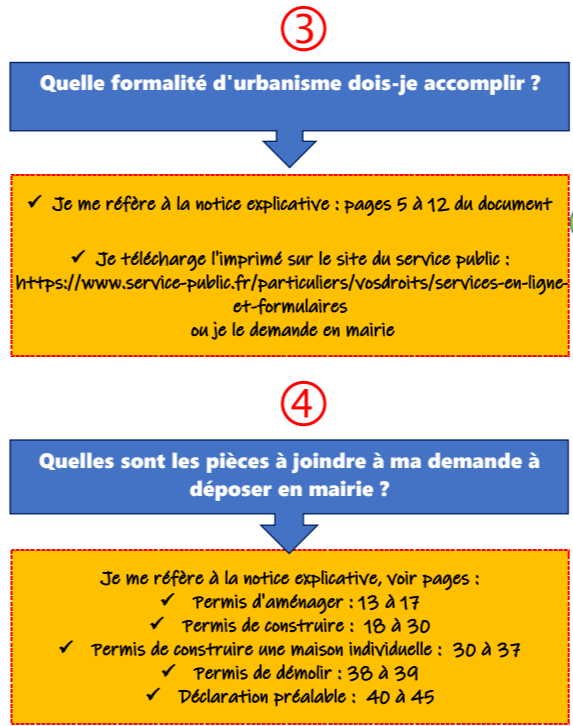 ③
Quelle formalité d'urbanisme dois-je accomplir ?
✓ Je me réfère à la notice explicative : pages 5 à 12 du document
✓ Je télécharge l'imprimé sur le site du service public :
https://www.service-public.fr/particuliers/vosdroits/services-en-ligne-
et-formulaires
ou je le demande en mairie
④
Quelles sont les pièces à joindre à ma demande à
déposer en mairie ?
Je me réfère à la notice explicative, voir pages :
✓ Permis d'aménager : 13 à 17
✓ Permis de construire : 18 à 30
✓ Permis de construire une maison individuelle : 30 à 37
✓ Permis de démolir : 38 à 39
✓ Déclaration préalable : 40 à 45